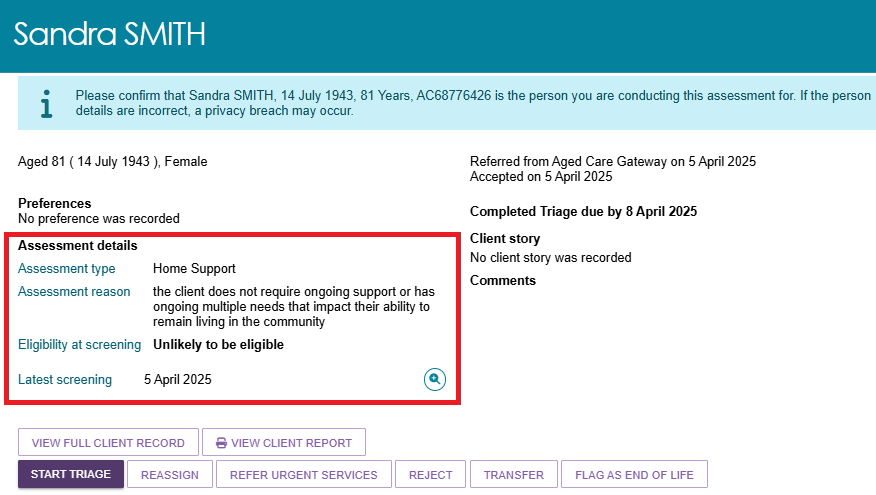 Sandra SMITH
Please confirm that Sandra SMITH, 14 July 1943, 81 Years, AC68776426 is the person you are conducting this assessment for. If the person
details are incorrect, a privacy breach may occur.
Aged 81 ( 14 July 1943 ), Female
Preferences
No preference was recorded
Assessment details
Assessment type Home Support
Assessment reason the client does not require ongoing support or has
ongoing multiple needs that impact their ability to
remain living in the community
Eligibility at screening Unlikely to be eligible
Latest screening 5 April 2025
Referred from Aged Care Gateway on 5 April 2025
Accepted on 5 April 2025
Completed Triage due by 8 April 2025
Client story
No client story was recorded
Comments
VIEW FULL CLIENT RECORD VIEW CLIENT REPORT
START TRIAGE REASSIGN REFER URGENT SERVICES REJECT TRANSFER FLAG AS END OF LIFE